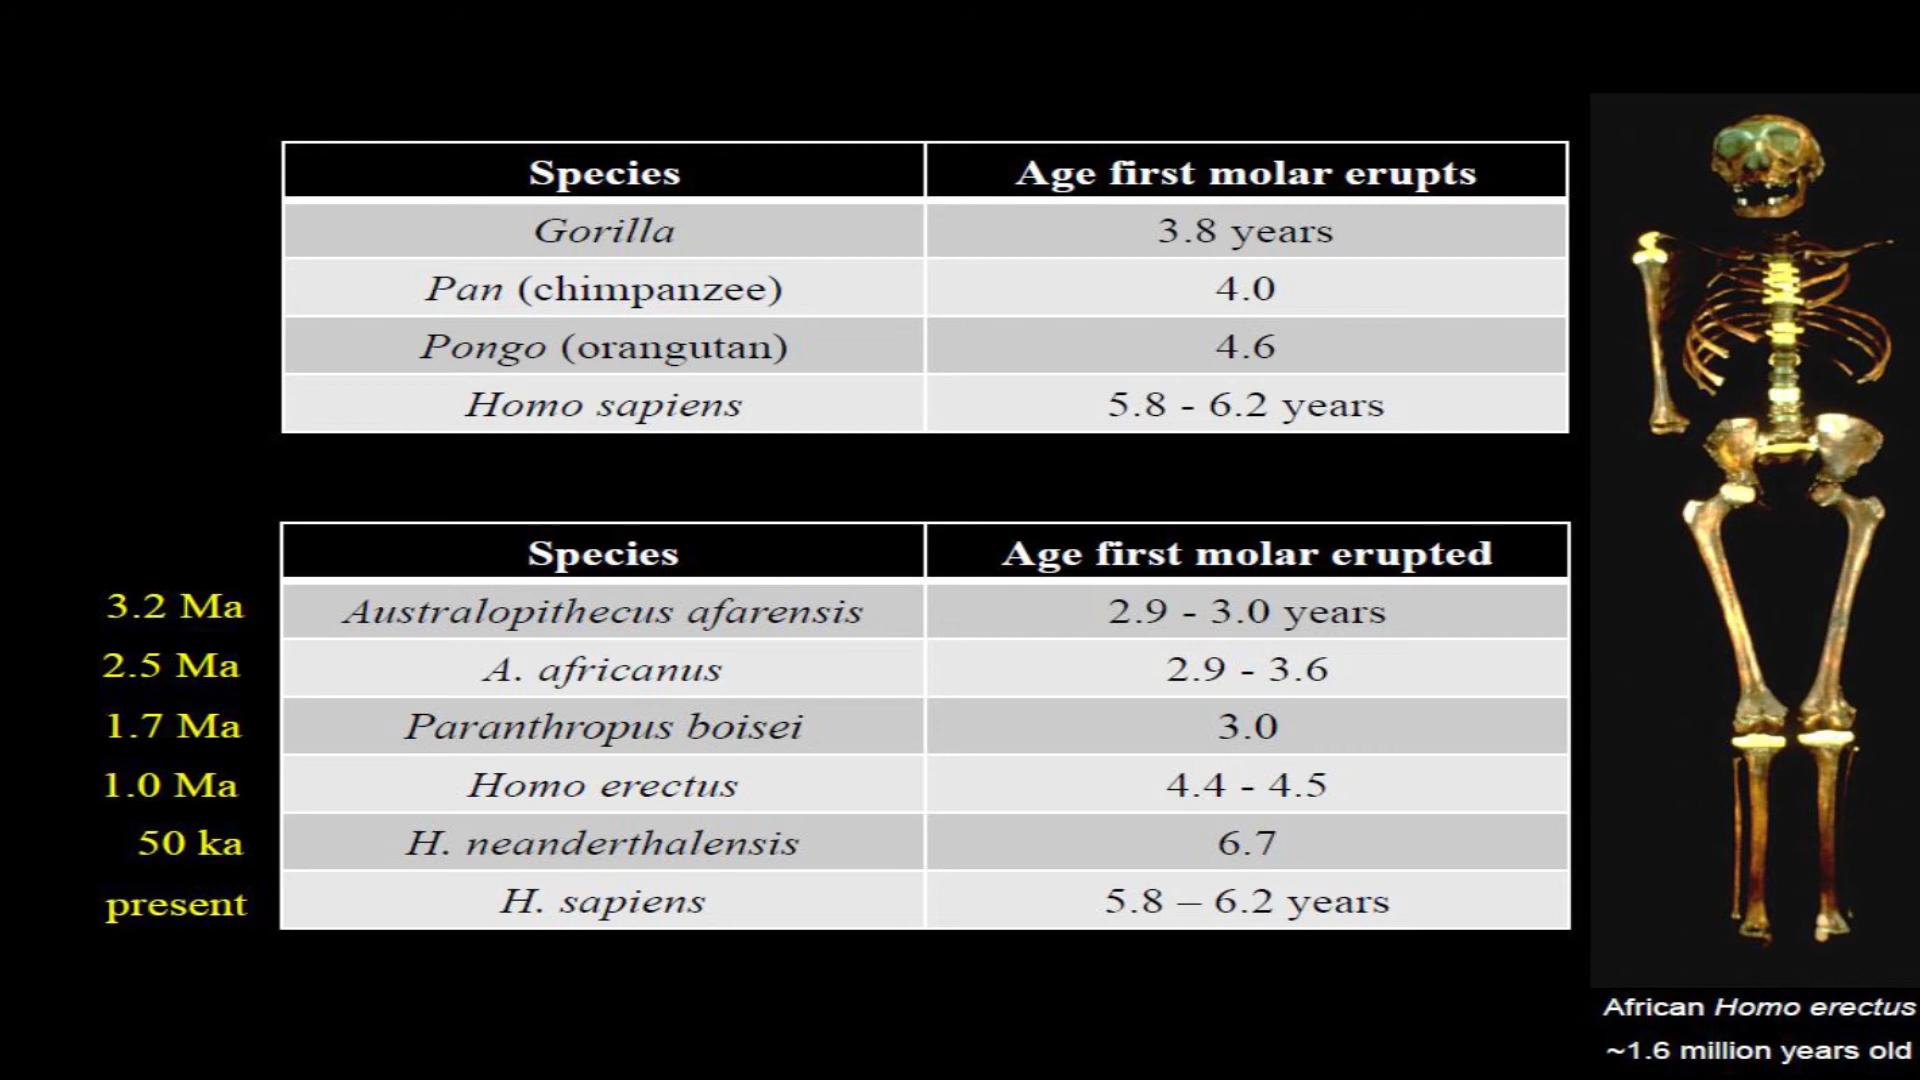 Species Age first molar erupts
Gorilla 3.8 years
Pan (chimpanzee) 4.0
Pongo (orangutan) 4.6
Homo sapiens 5.8 - 6.2 years
Species Age first molar erupted
3.2 Ma Australopithecus afarensis 2.9 - 3.0 years
2.5 Ma A. africanus 2.9 - 3.6
1.7 Ma Paranthropus boisei 3.0
1.0 Ma Homo erectus 4.4 - 4.5
50 ka H. neanderthalensis 6.7
present H. sapiens 5.8 – 6.2 years
African Homo erectus
~1.6 million years old